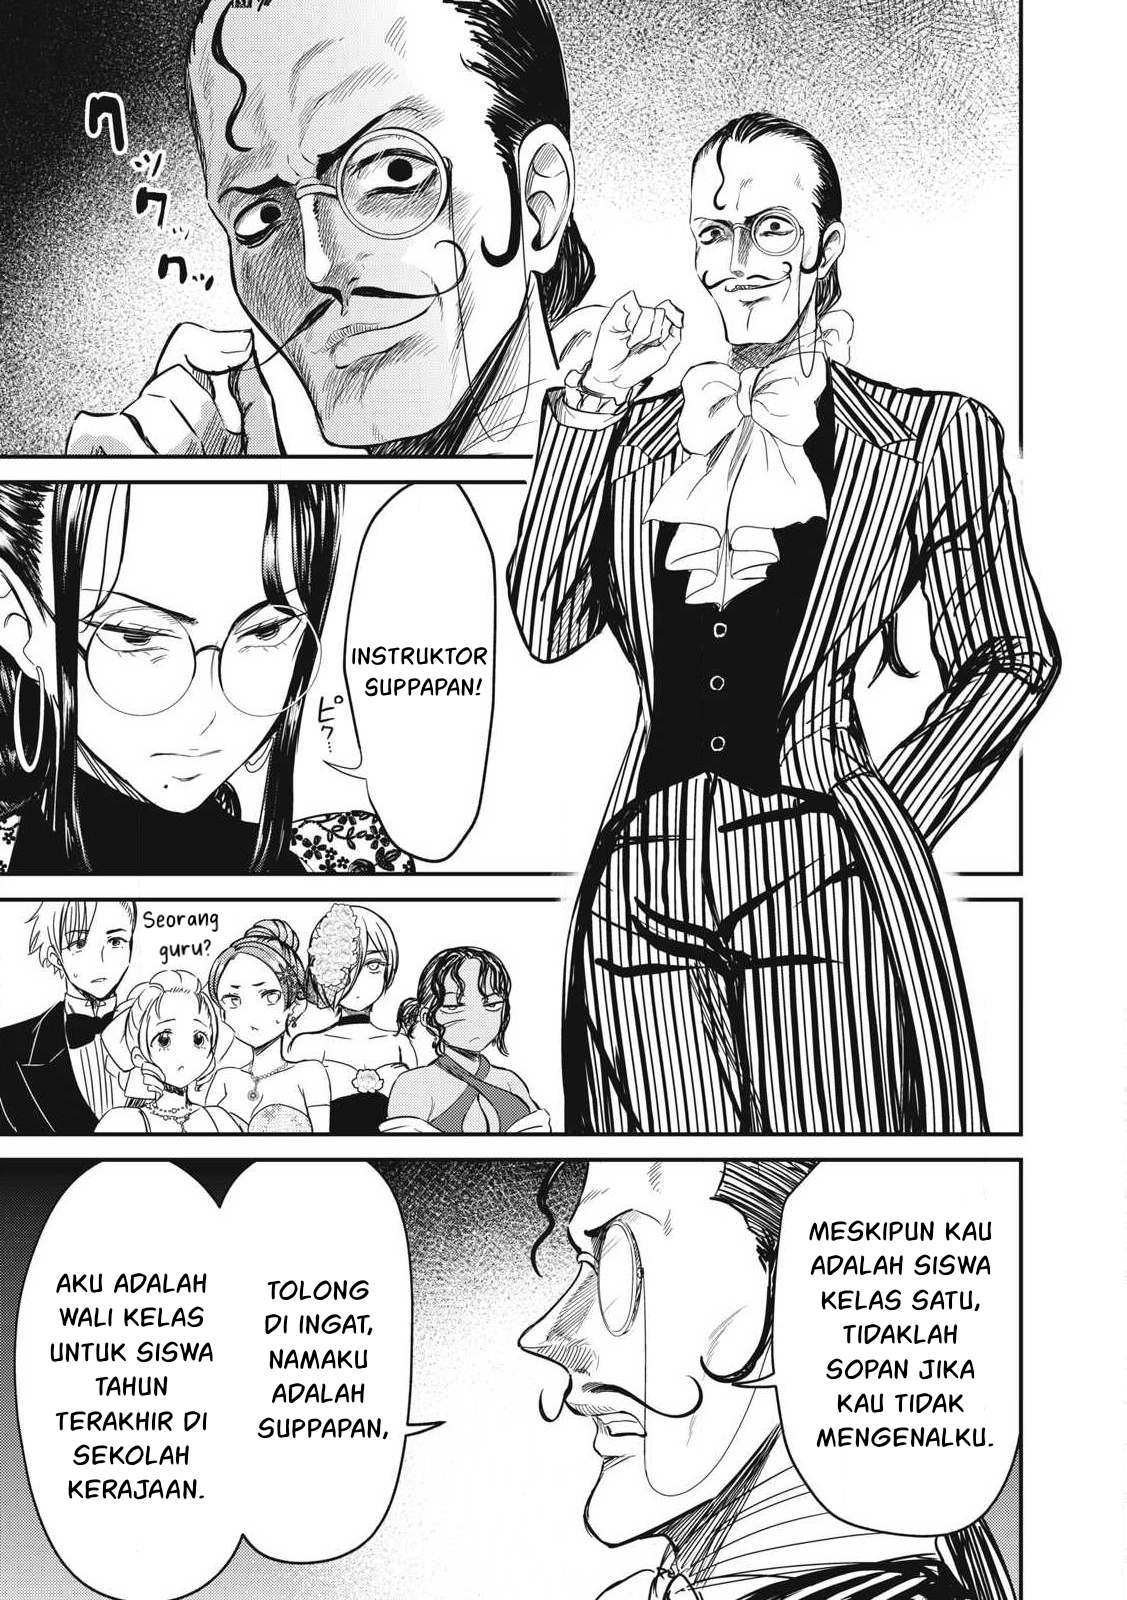 クックックッ
INSTRUKTOR
SUPPAPAN!
ピク…
Seorang
guru?
MESKIPUN KAU
ADALAH SISWA
KELAS SATU,
TIDAKLAH
SOPAN JIKA
KAU TIDAK
MENGENALKU.
TOLONG
DI INGAT,
NAMAKU
ADALAH
SUPPAPAN,
AKU ADALAH
WALI KELAS
UNTUK SISWA
TAHUN
TERAKHIR DI
SEKOLAH
KERAJAAN.